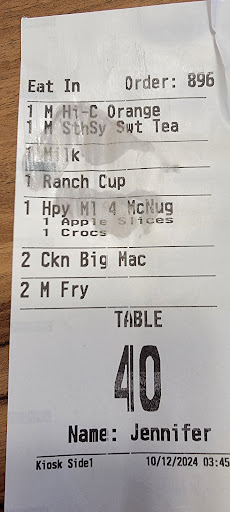 Eat In Order: 896
1 M Hi-C Orange
1 M SthSy Swt Tea
1 Milk
1 Ranch Cup
1 Hpy Ml 4 McNug
1 Apple Slices
1 Crocs
2 Ckn Big Mac
2 M Fry
TABLE
40
Name: Jennifer
Kiosk Side1 10/12/2024 03:45